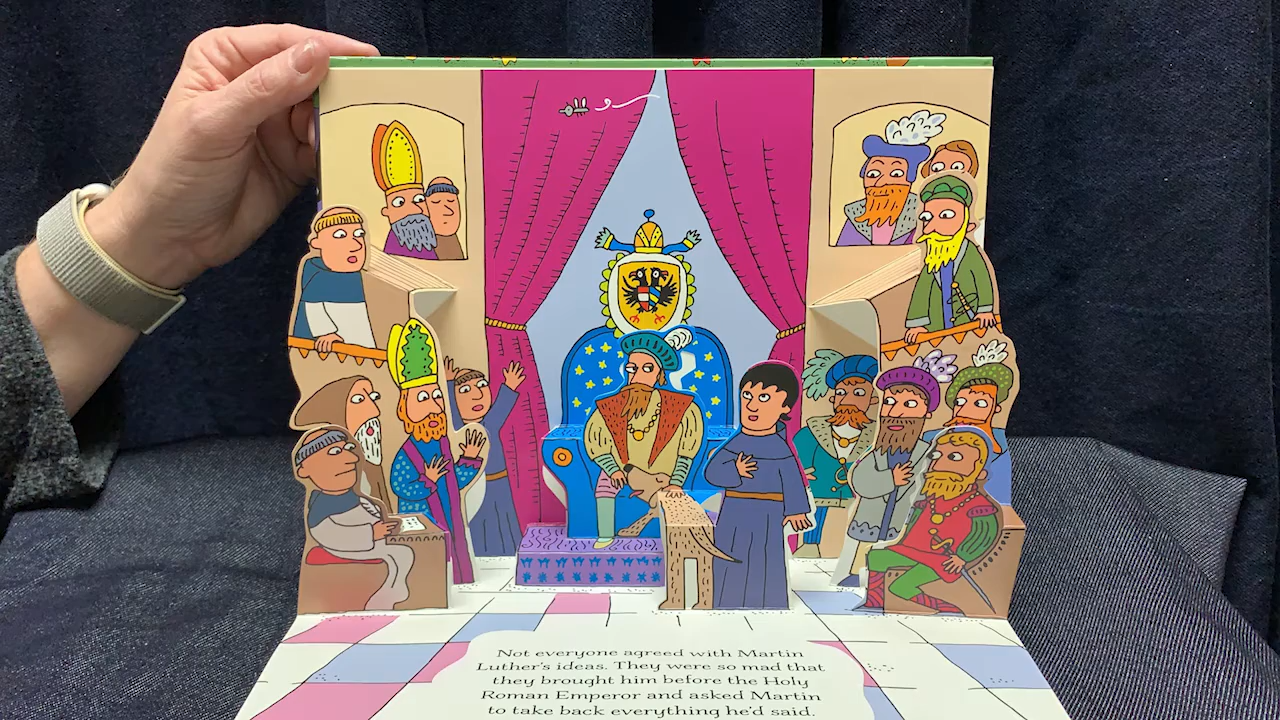 Not everyone agreed with Martin
Luther's ideas. They were so mad that
they brought him before the Holy
Roman Emperor and asked Martin
to take back everything he'd said.